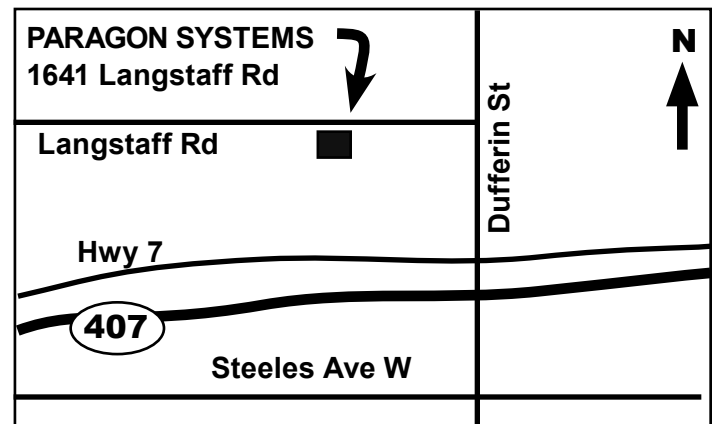 PARAGON SYSTEMS
1641 Langstaff Rd
N
Langstaff Rd
Dufferin St
Hwy 7
407
Steeles Ave W